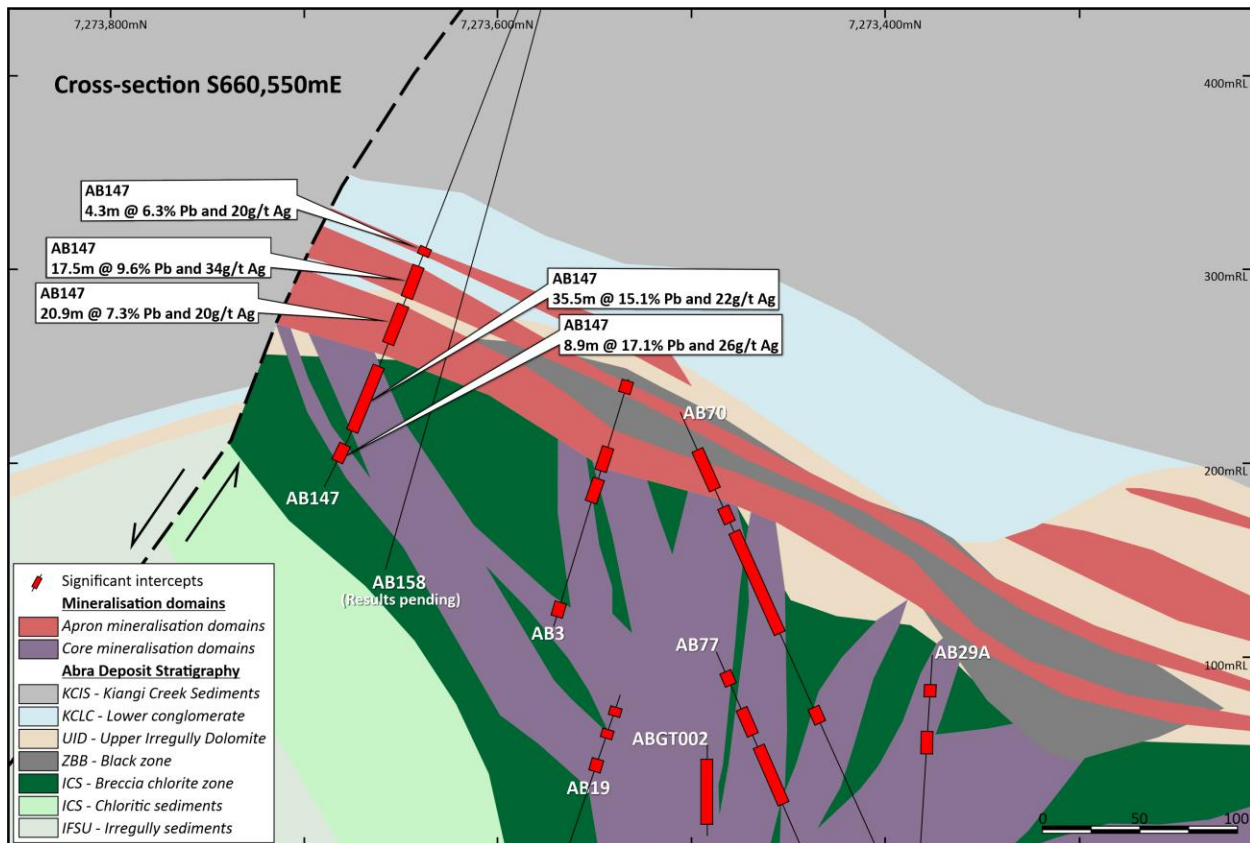 7,273,800mN
7,273,600mN
7,273,400mN
Cross-section S660,550mE
400mRL
AB147
4.3m @ 6.3% Pb and 20g/t Ag
AB147
17.5m @ 9.6% Pb and 34g/t Ag
300mRL
AB147
35.5m @ 15.1% Pb and 22g/t Ag
AB147
20.9m @ 7.3% Pb and 20g/t Ag
AB147
8.9m @ 17.1% Pb and 26g/t Ag
AB70
200mRL
AB147
AB158
(Results pending)
AB3
AB77
AB29A
100mRL
ABGT002
AB19
Significant intercepts
Mineralisation domains
Apron mineralisation domains
Core mineralisation domains
Abra Deposit Stratigraphy
KCIS - Kiangi Creek Sediments
KCLC - Lower conglomerate
UID - Upper Irregully Dolomite
ZBB - Black zone
ICS - Breccia chlorite zone
ICS - Chloritic sediments
IFSU - Irregully sediments
0 50 100